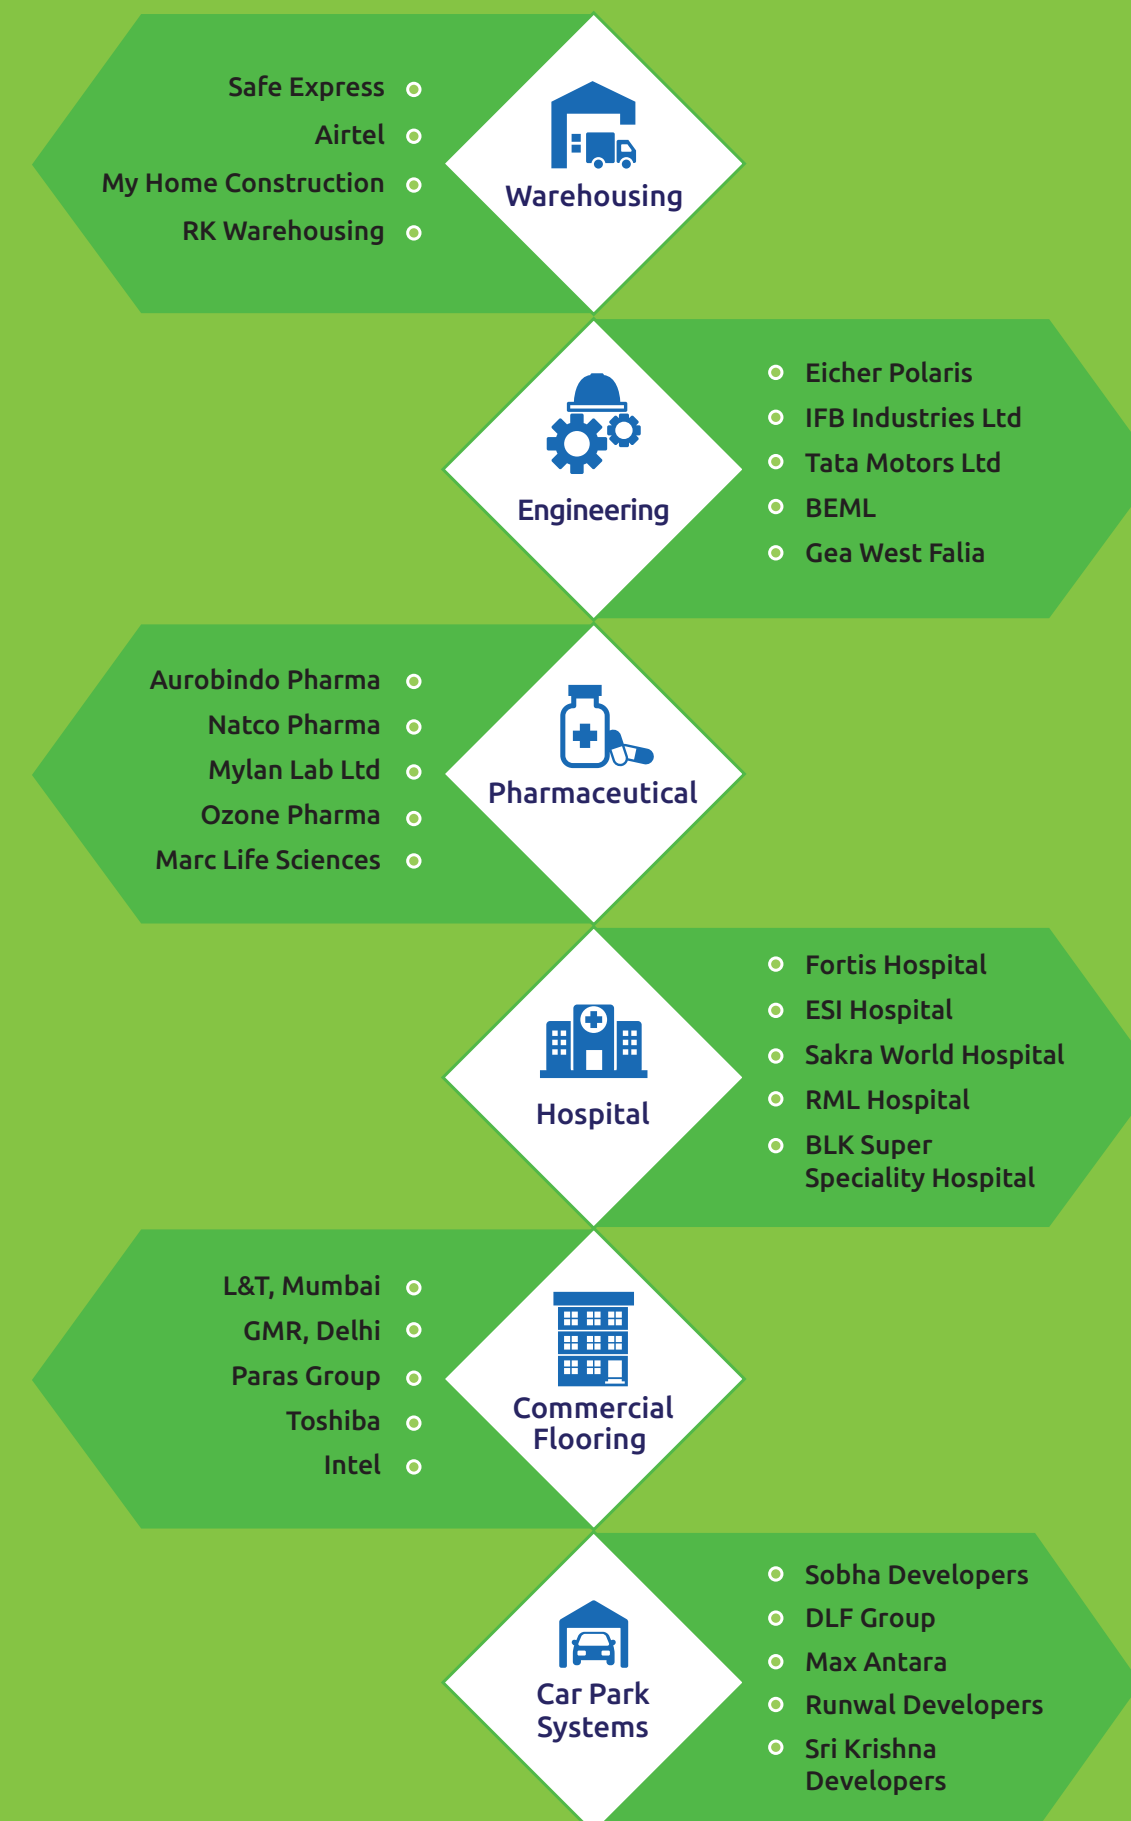 Safe Express
Airtel
My Home Construction
RK Warehousing
Warehousing
Engineering
Eicher Polaris
IFB Industries Ltd
Tata Motors Ltd
BEML
Gea West Falia
Aurobindo Pharma
Natco Pharma
Mylan Lab Ltd
Ozone Pharma
Marc Life Sciences
Pharmaceutical
Hospital
Fortis Hospital
ESI Hospital
Sakra World Hospital
RML Hospital
BLK Super
Speciality Hospital
L&T, Mumbai
GMR, Delhi
Paras Group
Toshiba
Intel
Commercial
Flooring
Car Park
Systems
Sobha Developers
DLF Group
Max Antara
Runwal Developers
Sri Krishna
Developers